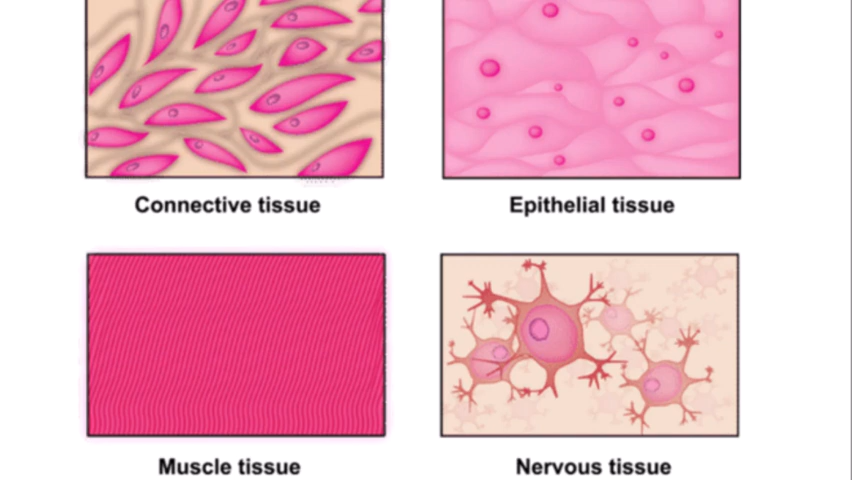 Connective tissue
Epithelial tissue
Muscle tissue
Nervous tissue